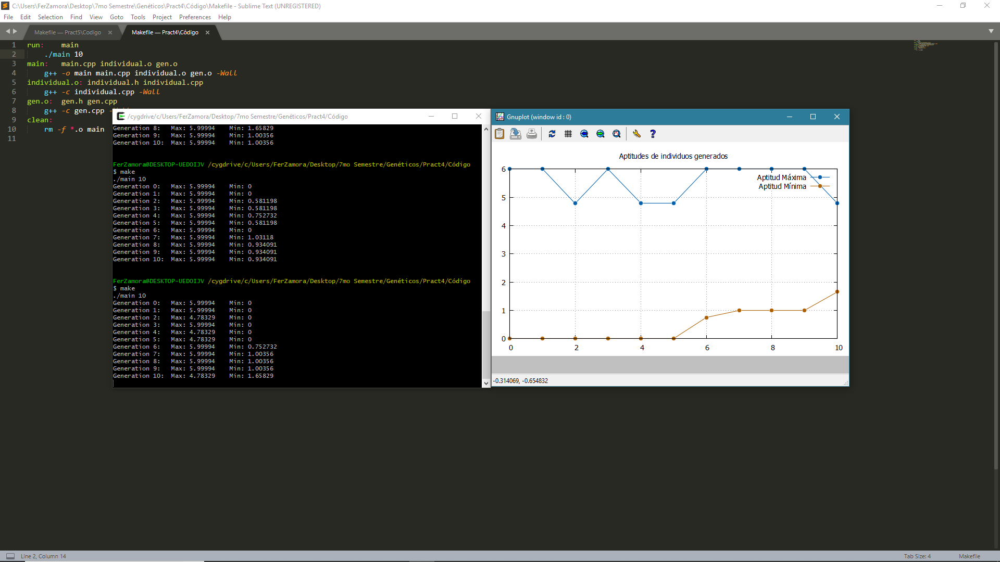 C:\Users\FerZamora\Desktop\7mo Semestre\Genéticos\Pract4\Código\Makefile - Sublime Text (UNREGISTERED)
File Edit Selection Find View Goto Tools Project Preferences Help
Makefile — Pract5\Codigo
Makefile — Pract4\Código
1 run: main
2 ./main 10
3 main: main.cpp individual.o gen.o
4 g++ -o main main.cpp individual.o gen.o -Wall
5 individual.o: individual.h individual.cpp
6 g++ -c individual.cpp -Wall
7 gen.o: gen.h gen.cpp
8 g++ -c gen.cpp
9 clean:
10 rm -f *.o main
11
/cygdrive/c/Users/FerZamora/Desktop/7mo Semestre/Genéticos/Pract4/Código
Generation 8: Max: 5.99994 Min: 1.65829
Generation 9: Max: 5.99994 Min: 1.00356
Generation 10: Max: 5.99994 Min: 1.00356
FerZamora@DESKTOP-UEDOIJV /cygdrive/c/Users/FerZamora/Desktop/7mo Semestre/Genéticos/Pract4/Código
$ make
./main 10
Generation 0: Max: 5.99994 Min: 0
Generation 1: Max: 5.99994 Min: 0
Generation 2: Max: 5.99994 Min: 0.581198
Generation 3: Max: 5.99994 Min: 0.581198
Generation 4: Max: 5.99994 Min: 0.752732
Generation 5: Max: 5.99994 Min: 0.581198
Generation 6: Max: 5.99994 Min: 0
Generation 7: Max: 5.99994 Min: 1.03118
Generation 8: Max: 5.99994 Min: 0.934091
Generation 9: Max: 5.99994 Min: 0.934091
Generation 10: Max: 5.99994 Min: 0.934091
FerZamora@DESKTOP-UEDOIJV /cygdrive/c/Users/FerZamora/Desktop/7mo Semestre/Genéticos/Pract4/Código
$ make
./main 10
Generation 0: Max: 5.99994 Min: 0
Generation 1: Max: 5.99994 Min: 0
Generation 2: Max: 4.78329 Min: 0
Generation 3: Max: 5.99994 Min: 0
Generation 4: Max: 4.78329 Min: 0
Generation 5: Max: 4.78329 Min: 0
Generation 6: Max: 5.99994 Min: 0.752732
Generation 7: Max: 5.99994 Min: 1.00356
Generation 8: Max: 5.99994 Min: 1.00356
Generation 9: Max: 5.99994 Min: 1.00356
Generation 10: Max: 4.78329 Min: 1.65829
Gnuplot (window id : 0)
Aptitudes de individuos generados
Aptitud Máxima
Aptitud Mínima
6
5
4
3
2
1
0
0 2 4 6 8 10
-0.314069, -0.654832
Line 2, Column 14
Tab Size: 4
Makefile